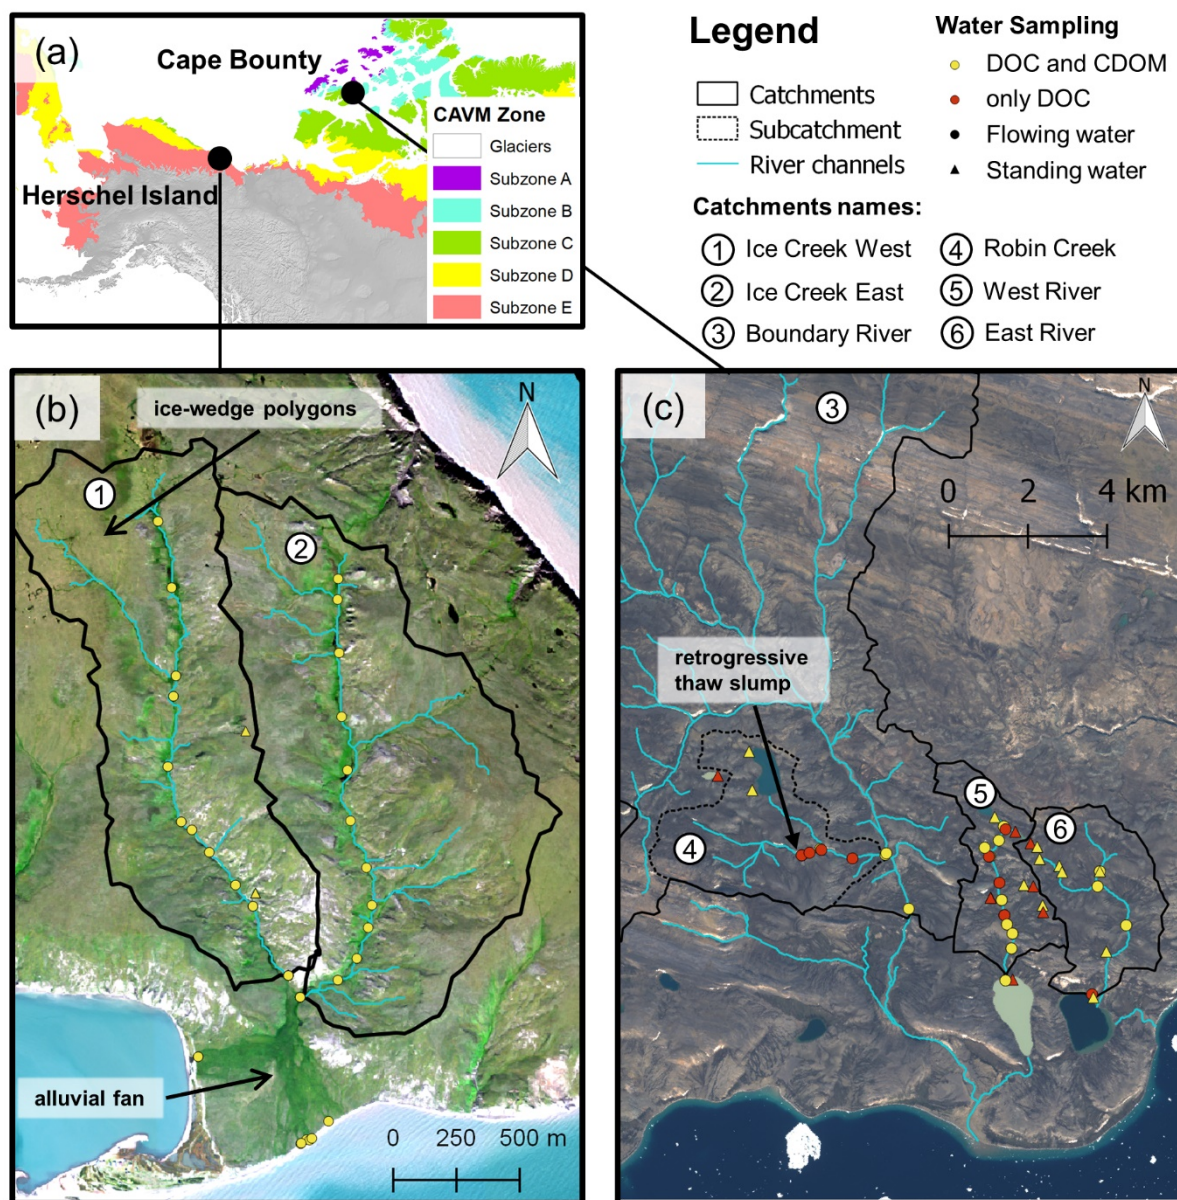 (a)
Cape Bounty
Herschel Island
CAVM Zone
Glaciers
Subzone A
Subzone B
Subzone C
Subzone D
Subzone E
Legend
Catchments
Subcatchment
River channels
Water Sampling
DOC and CDOM
only DOC
Flowing water
Standing water
Catchments names:
1 Ice Creek West
2 Ice Creek East
3 Boundary River
4 Robin Creek
5 West River
6 East River
(b)
ice-wedge polygons
N
1
2
alluvial fan
0 250 500 m
(c)
3
N
0 2 4 km
retrogressive
thaw slump
4
5
6